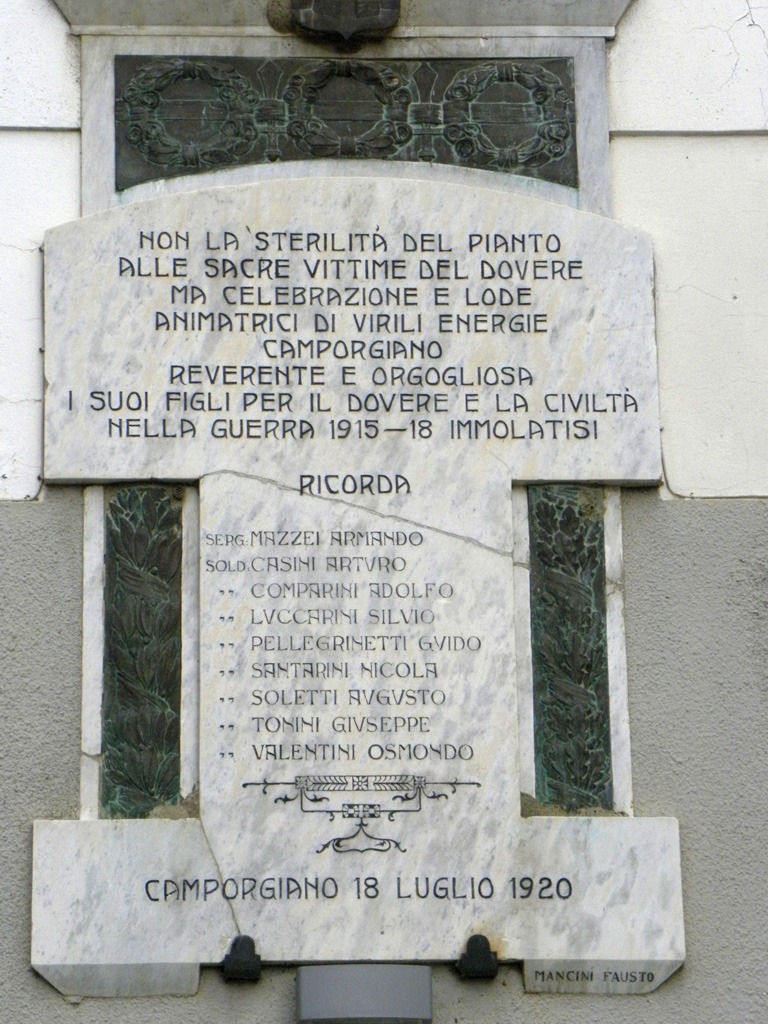 NON LA STERILITÀ DEL PIANTO
ALLE SACRE VITTIME DEL DOVERE
MA CELEBRAZIONE E LODE
ANIMATRICI DI VIRILI ENERGIE
CAMPORGIANO
REVERENTE E ORGOGLIOSA
I SUOI FIGLI PER IL DOVERE E LA CIVILTÀ
NELLA GUERRA 1915-18 IMMOLATISI
RICORDA
SERG: MAZZEI ARMANDO
SOLD: CASINI ARTVRO
,, COMPARINI ADOLFO
,, LVCCARINI SILVIO
,, PELLEGRINETTI GVIDO
,, SANTARINI NICOLA
,, SOLETTI AVGVSTO
,, TONINI GIVSEPPE
,, VALENTINI OSMONDO
CAMPORGIANO 18 LUGLIO 1920
MANCINI FAUSTO